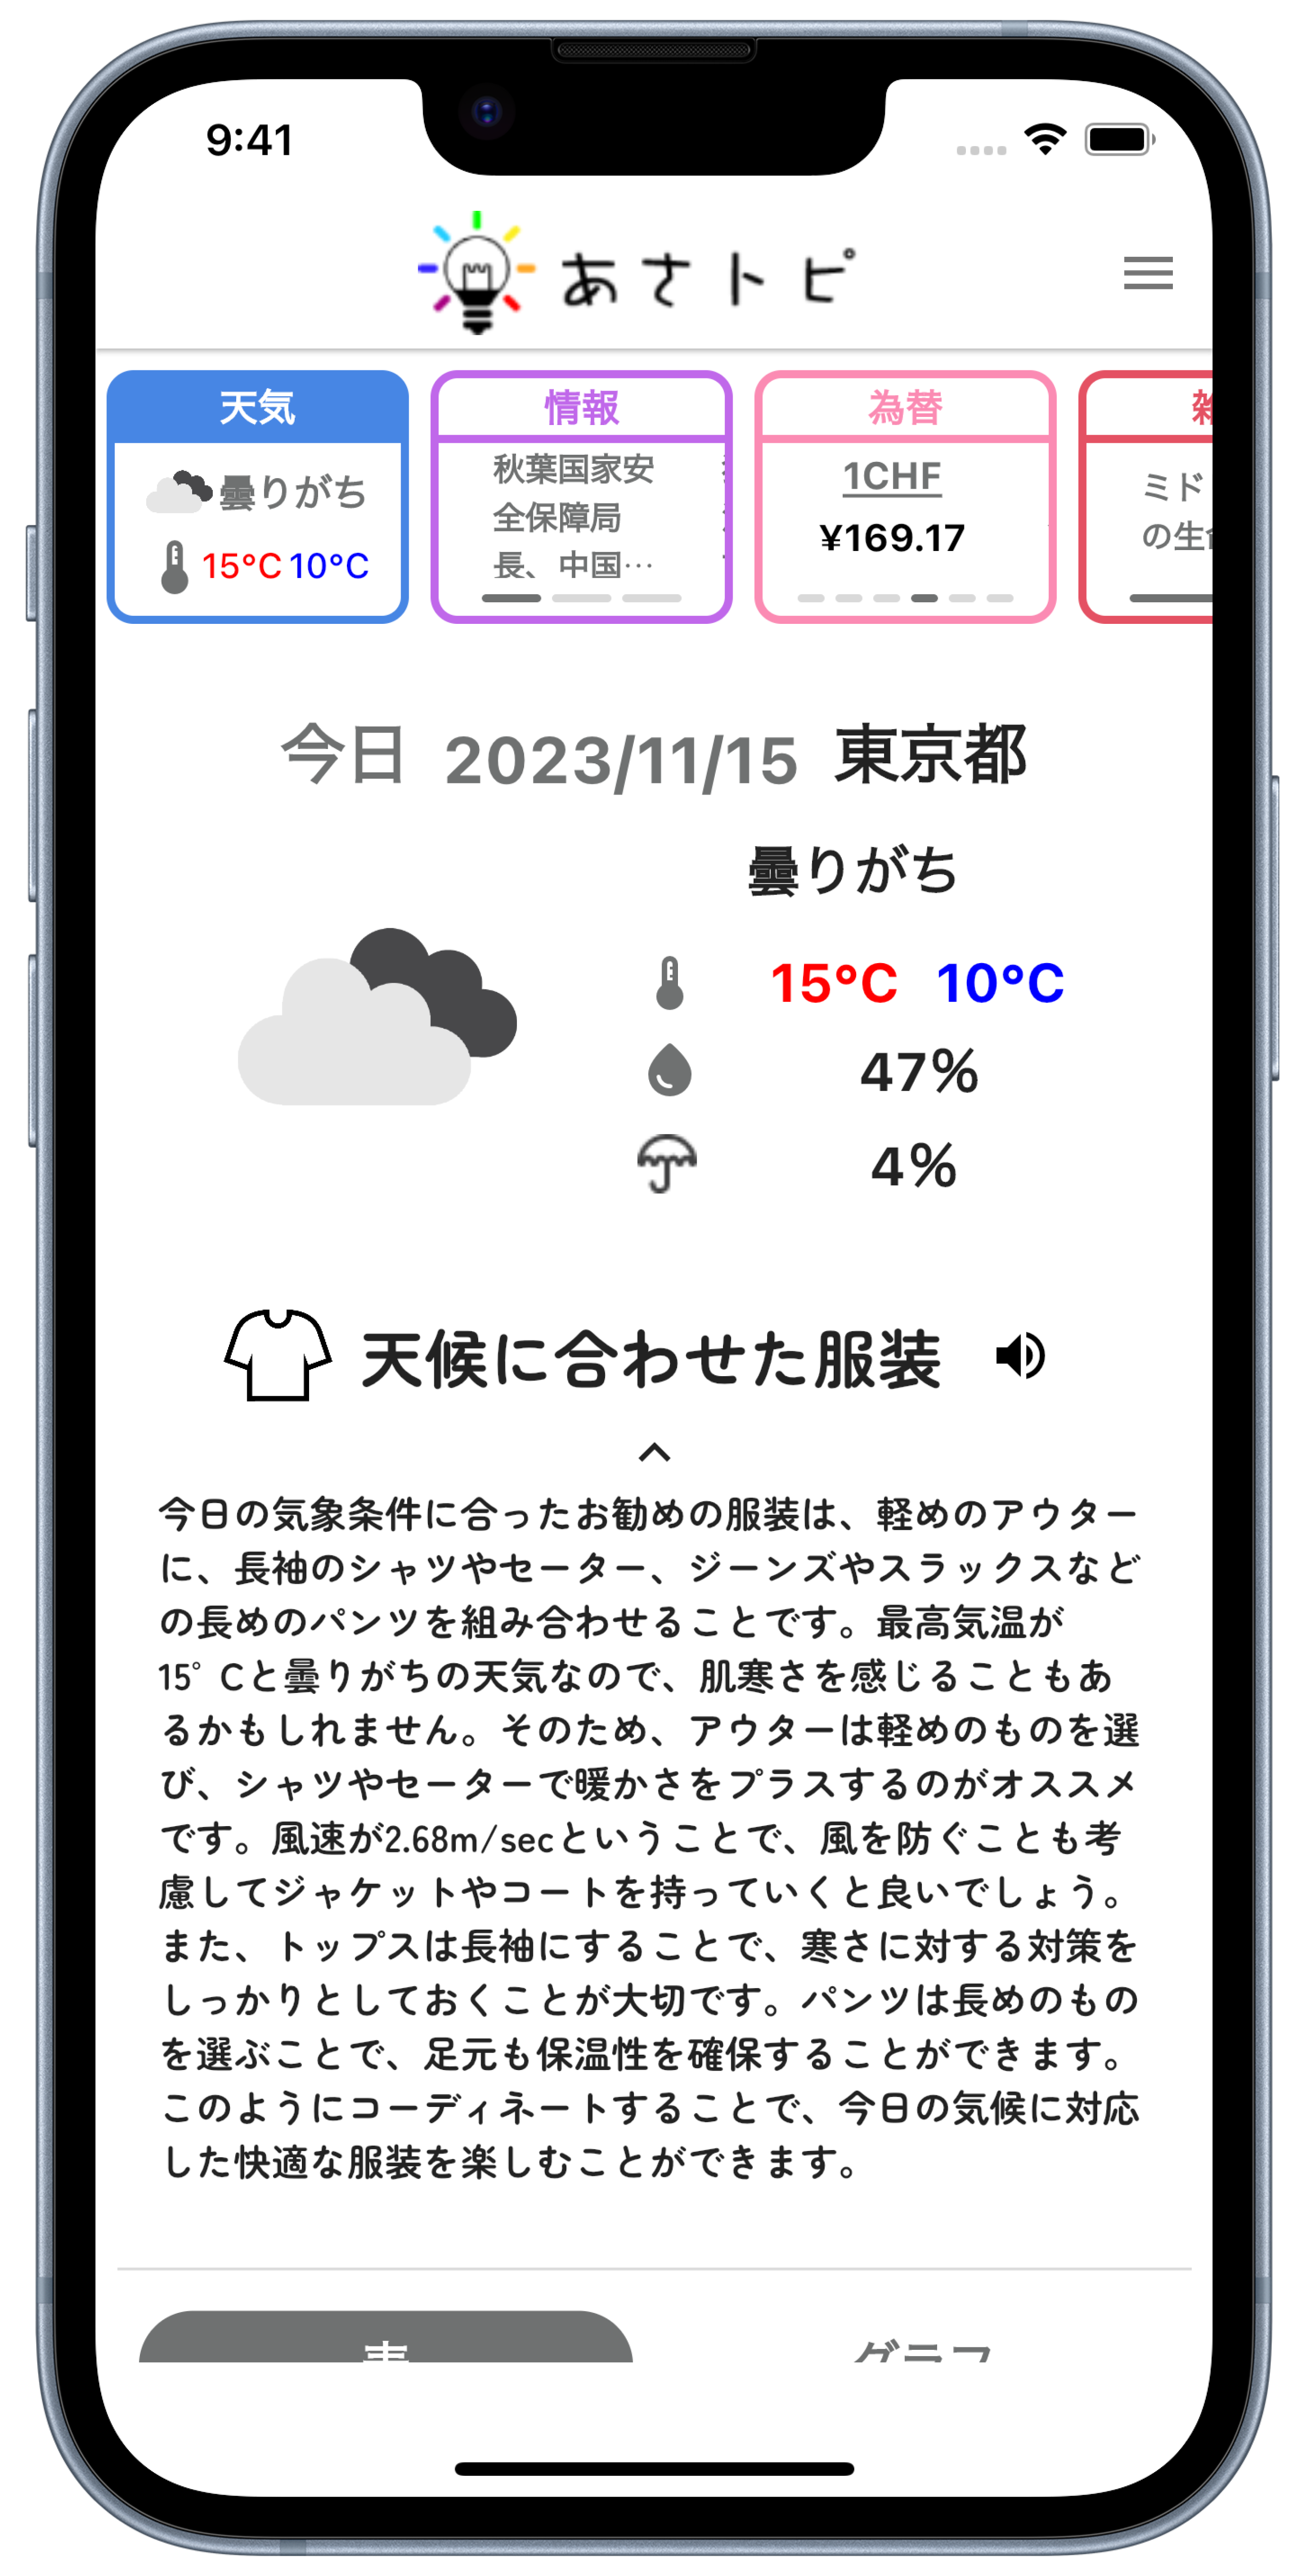 9:41
あさトピ
天気
曇りがち
15°C 10°C
情報
秋葉国家安
全保障局
長、中国…
為替
1CHF
¥169.17
ミド
の生
今日 2023/11/15 東京都
曇りがち
15°C 10°C
47%
4%
天候に合わせた服装
今日の気象条件に合ったお勧めの服装は、軽めのアウター
に、長袖のシャツやセーター、ジーンズやスラックスなど
の長めのパンツを組み合わせることです。最高気温が
15° Cと曇りがちの天気なので、肌寒さを感じることもあ
るかもしれません。そのため、アウターは軽めのものを選
び、シャツやセーターで暖かさをプラスするのがオススメ
です。風速が2.68m/secということで、風を防ぐことも考
慮してジャケットやコートを持っていくと良いでしょう。
また、トップスは長袖にすることで、寒さに対する対策を
しっかりとしておくことが大切です。パンツは長めのもの
を選ぶことで、足元も保温性を確保することができます。
このようにコーディネートすることで、今日の気候に対応
した快適な服装を楽しむことができます。
グラフ